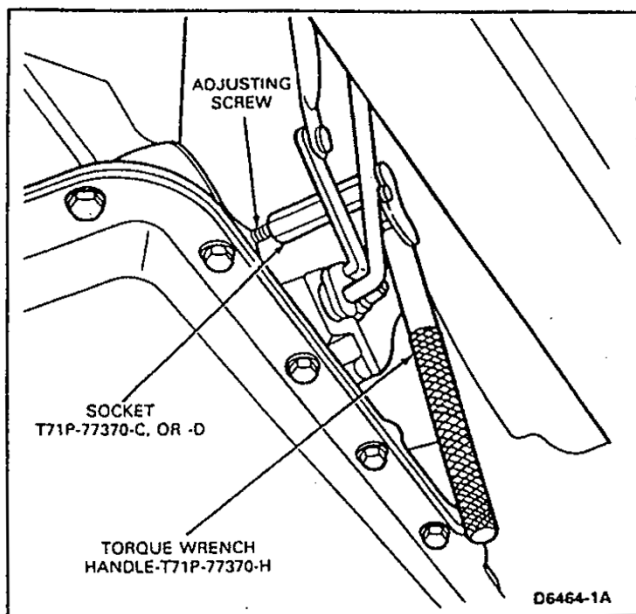 ADJUSTING
SCREW
SOCKET
T71P-77370-C, OR -D
TORQUE WRENCH
HANDLE-T71P-77370-H
D6464-1A